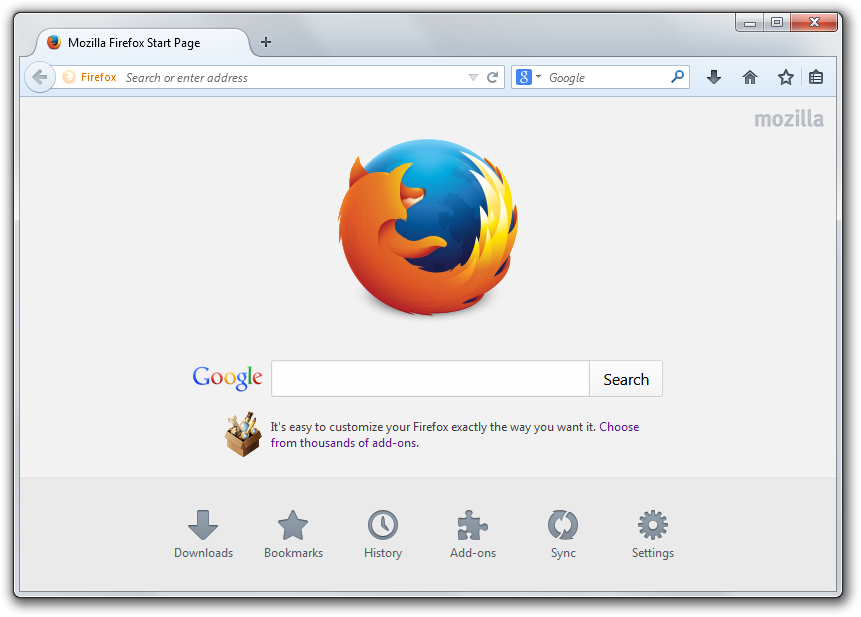 Mozilla Firefox Start Page
Firefox Search or enter address
8 Google
mozilla
Google Search
It's easy to customize your Firefox exactly the way you want it. Choose
from thousands of add-ons.
Downloads Bookmarks History Add-ons Sync Settings